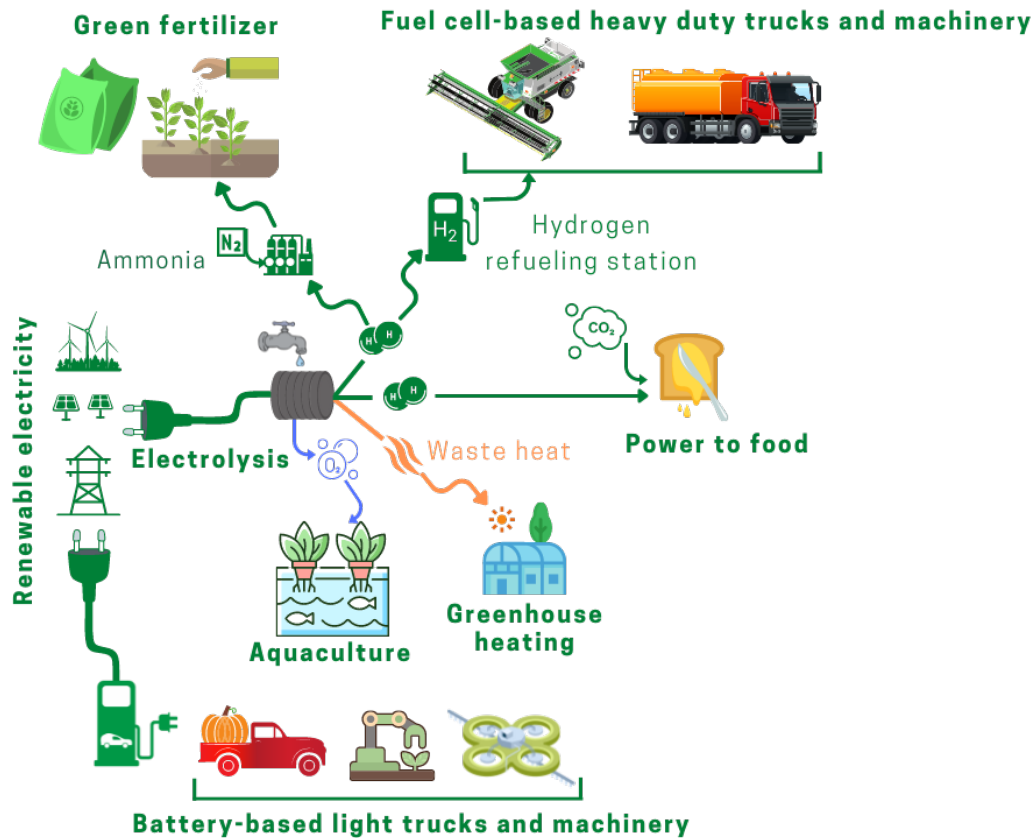 Green fertilizer
Fuel cell-based heavy duty trucks and machinery
H₂
Hydrogen
refueling station
N₂
Ammonia
H H
CO₂
H H
Power to food
Renewable electricity
Electrolysis
Waste heat
O₂
Aquaculture
Greenhouse
heating
Battery-based light trucks and machinery